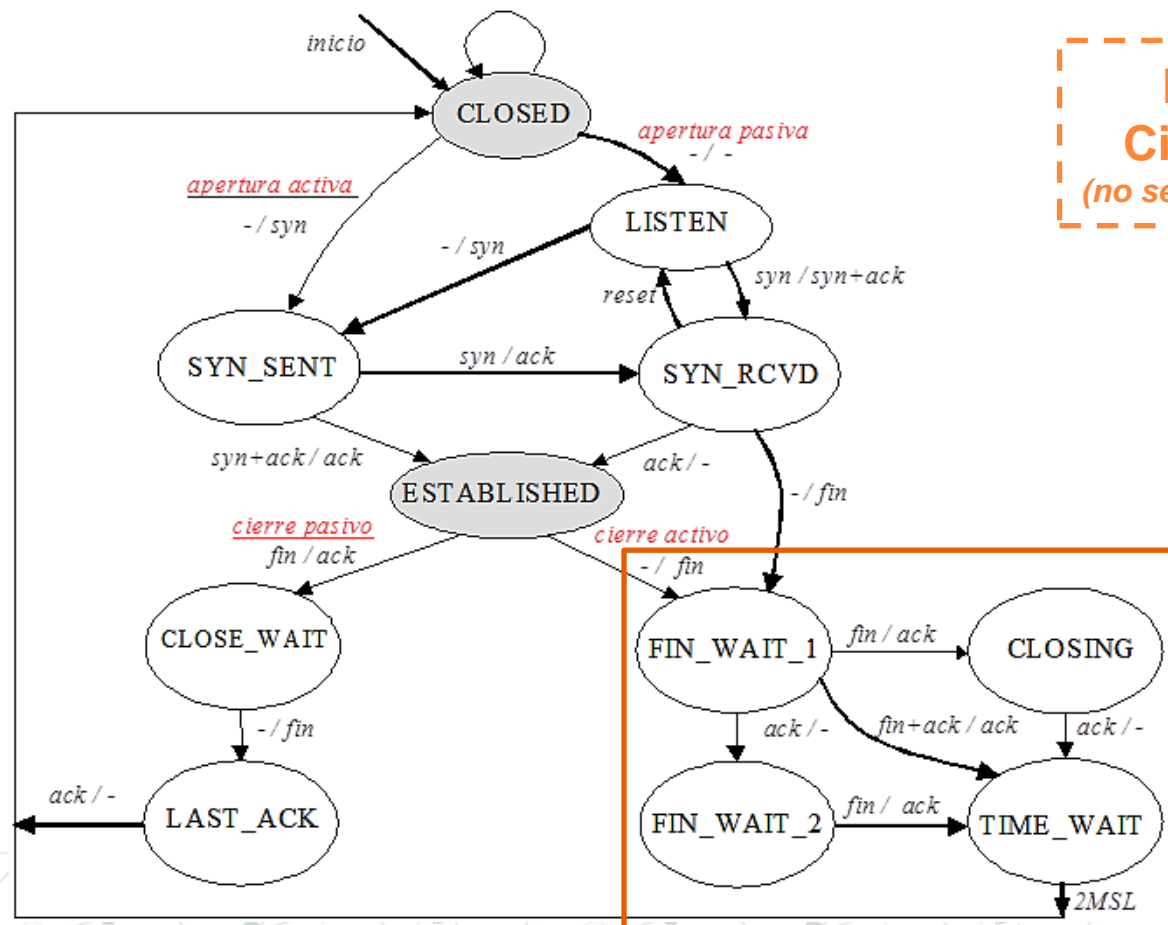 inicio
CLOSED
apertura pasiva
- / -
Ci
(no se
apertura activa
- / syn
LISTEN
- / syn
syn / syn+ack
reset
SYN_SENT
syn / ack
SYN_RCVD
syn+ack / ack
ack / -
ESTABLISHED
- / fin
cierre pasivo
fin / ack
cierre activo
- / fin
CLOSE_WAIT
FIN_WAIT_1
fin / ack
CLOSING
- / fin
ack / -
fin+ack / ack
ack / -
ack / -
LAST_ACK
FIN_WAIT_2
fin / ack
TIME_WAIT
2MSL